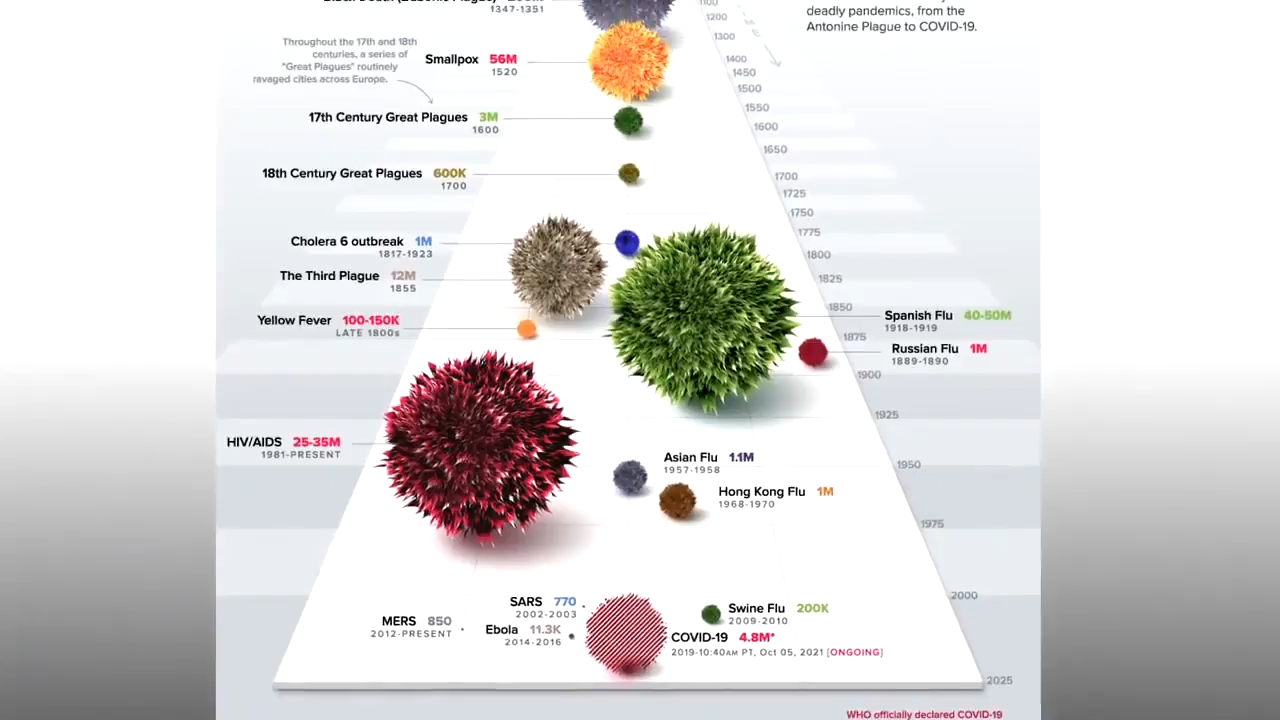 1347-1351
deadly pandemics, from the
Antonine Plague to COVID-19.
1200
1300
Throughout the 17th and 18th
centuries, a series of
"Great Plagues" routinely
ravaged cities across Europe.
Smallpox 56M
1520
1400
1450
1500
17th Century Great Plagues 3M
1600
1550
1600
1650
18th Century Great Plagues 600K
1700
1700
1725
1750
1775
Cholera 6 outbreak 1M
1817-1923
1800
The Third Plague 12M
1855
1825
1850
Yellow Fever 100-150K
LATE 1800s
Spanish Flu 40-50M
1918-1919
1875
Russian Flu 1M
1889-1890
1900
1925
HIV/AIDS 25-35M
1981-PRESENT
Asian Flu 1.1M
1957-1958
1950
Hong Kong Flu 1M
1968-1970
1975
2000
SARS 770
2002-2003
MERS 850
2012-PRESENT
Ebola 11.3K
2014-2016
Swine Flu 200K
2009-2010
COVID-19 4.8M*
2019-10:40AM PT, Oct 05, 2021 [ONGOING]
2025
WHO officially declared COVID-19